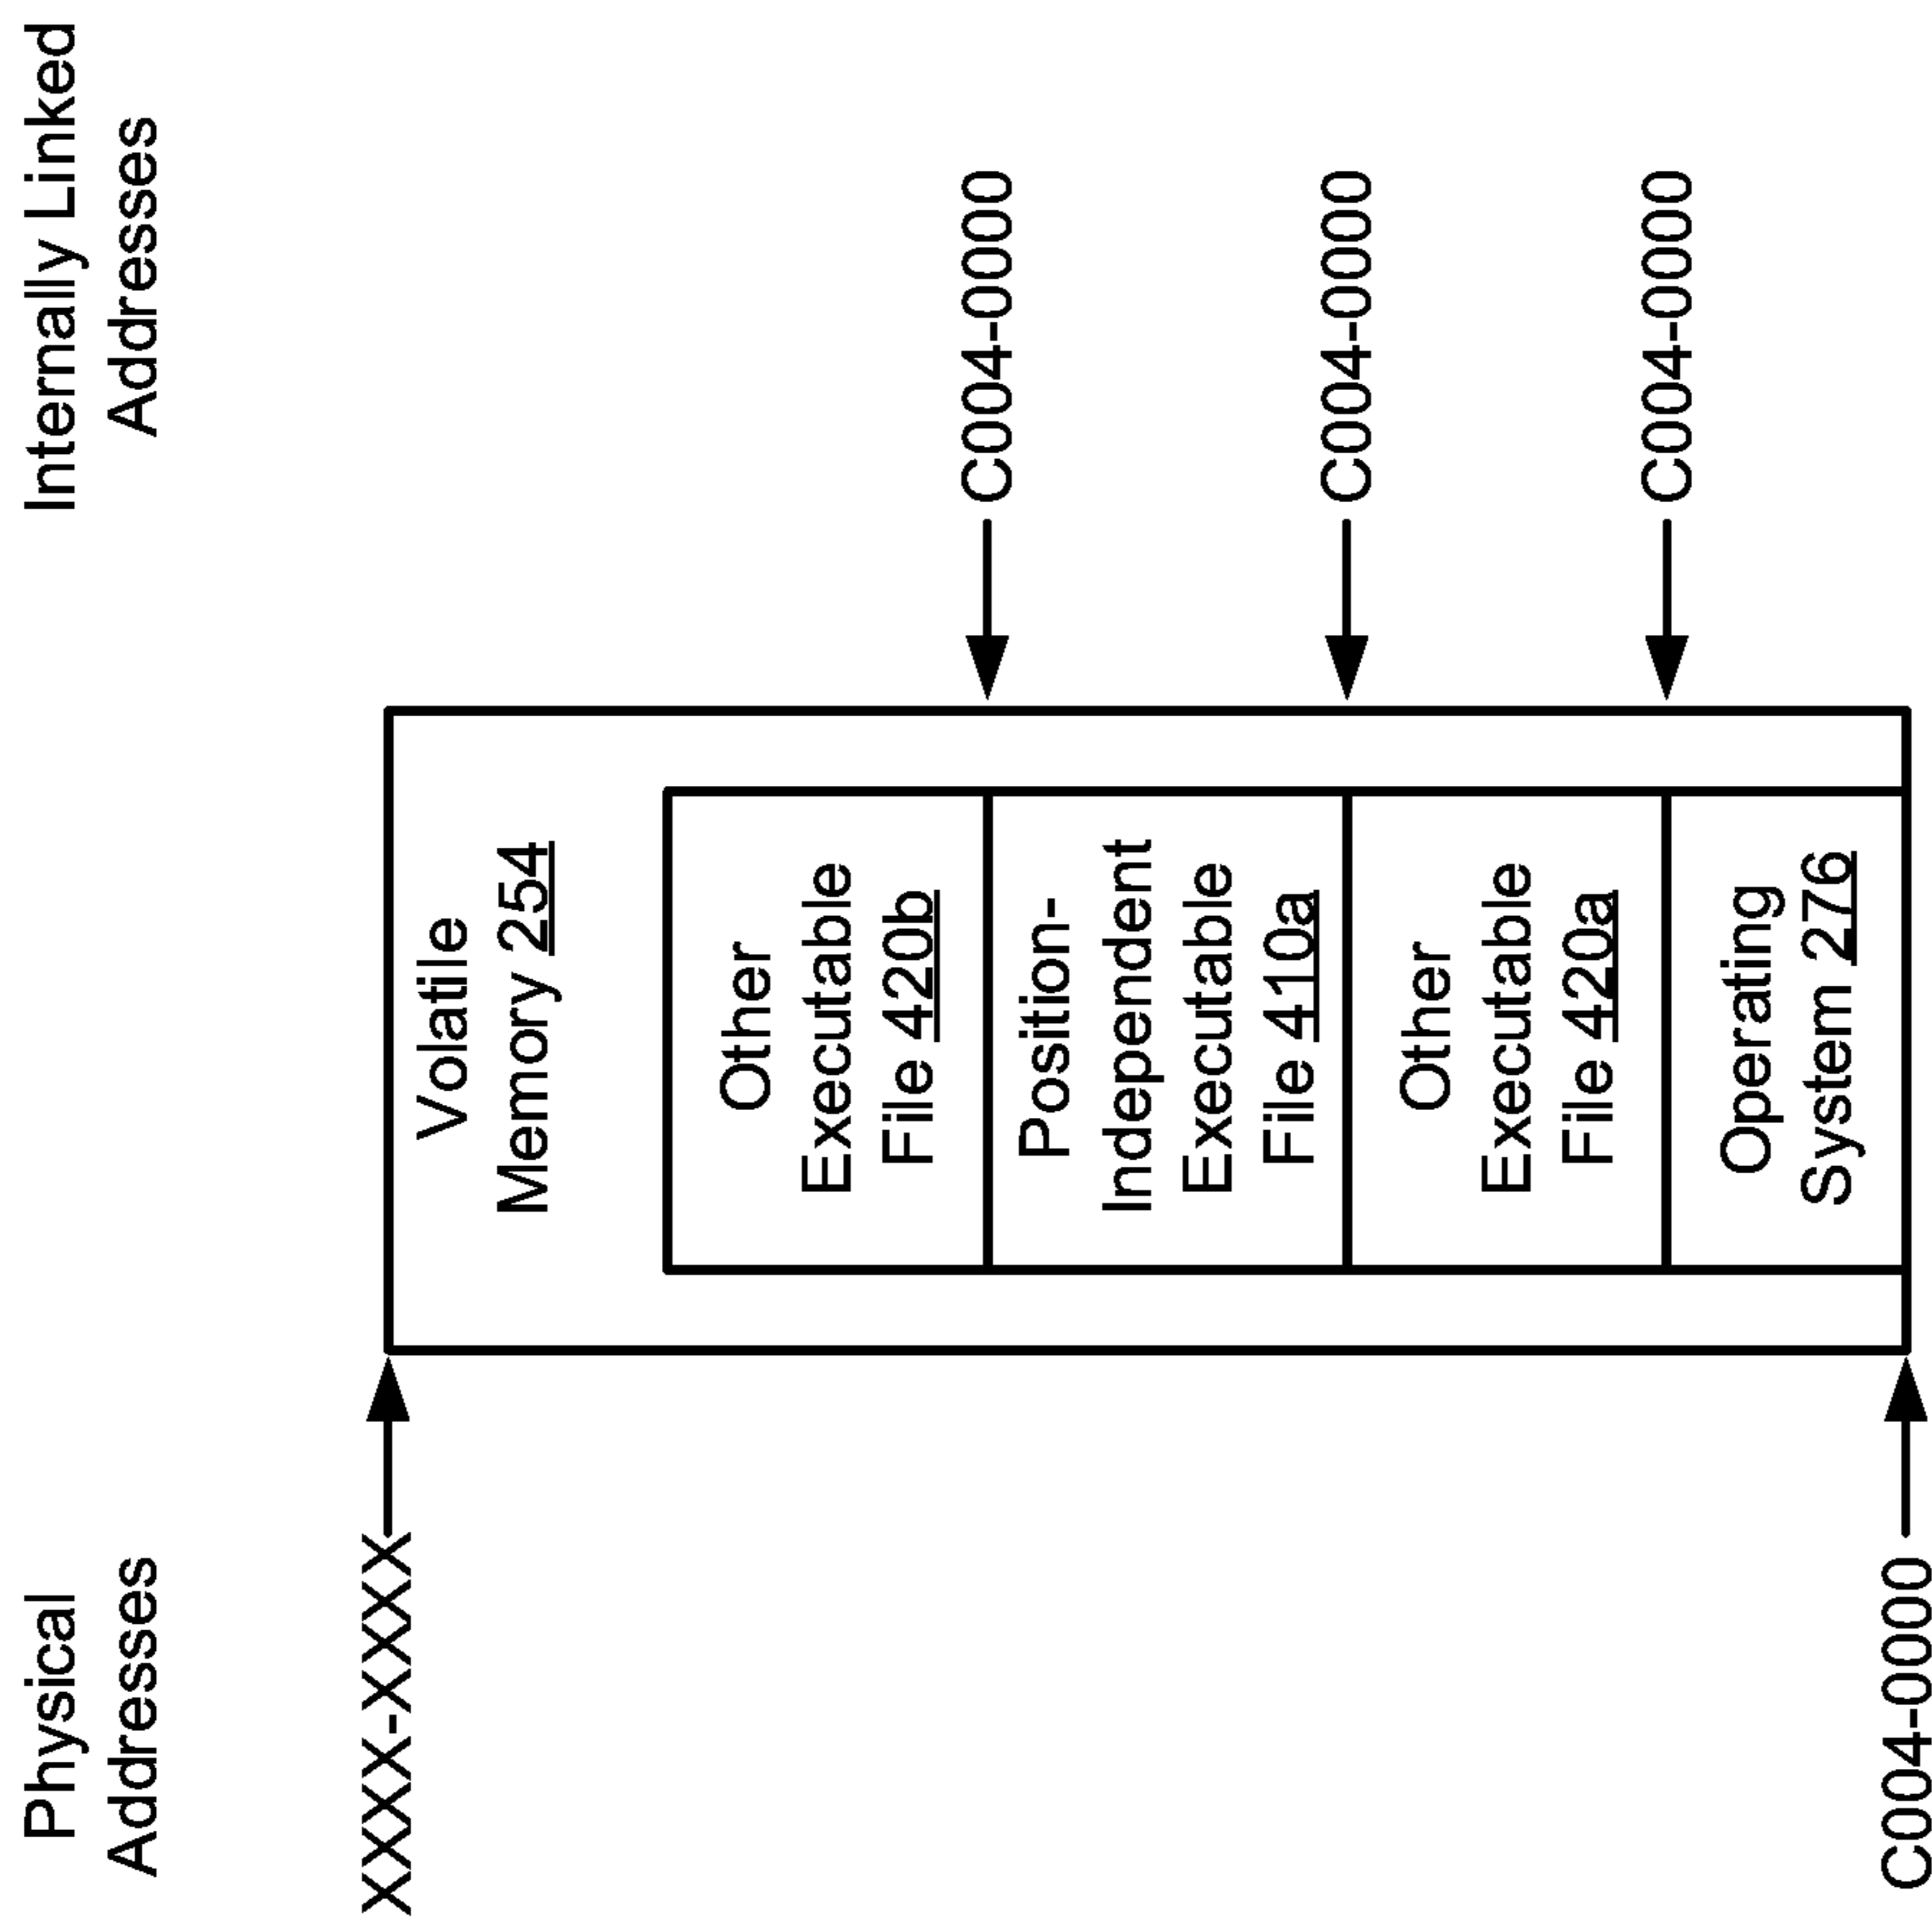 Physical
Addresses
Internally Linked
Addresses
XXXX-XXXX
Volatile
Memory 254
Other
Executable
File 420b
C004-0000
Position-
Independent
Executable
File 410a
C004-0000
Other
Executable
File 420a
C004-0000
Operating
System 276
C004-0000